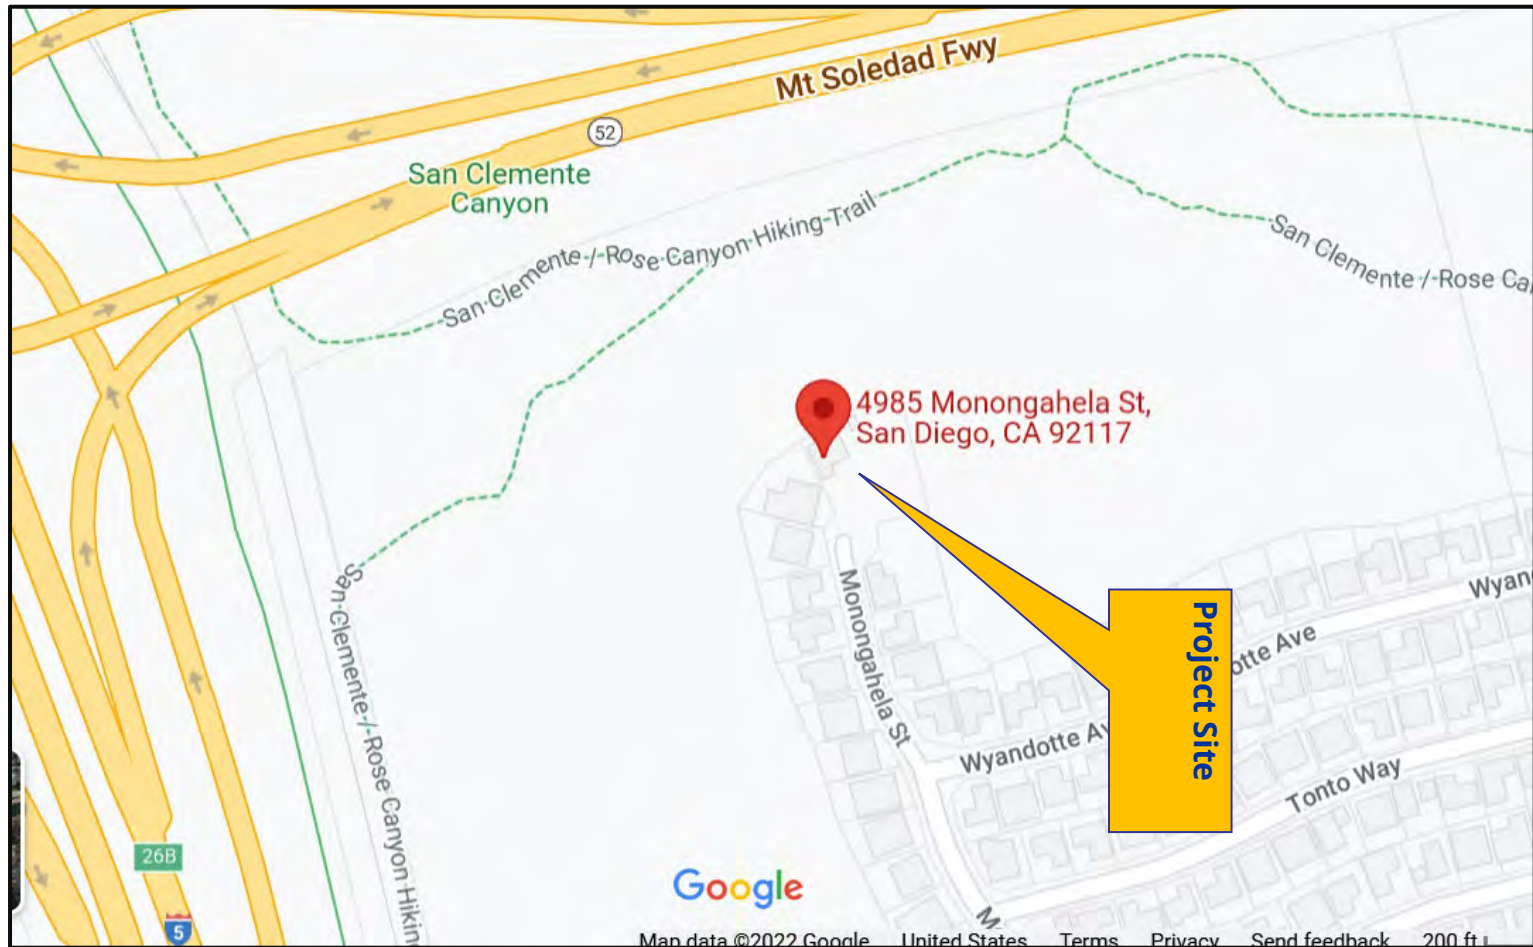 Mt Soledad Fwy
52
San Clemente
Canyon
San Clemente / Rose Canyon Hiking Trail
San Clemente / Rose Ca
4985 Monongahela St,
San Diego, CA 92117
San Clemente / Rose Canyon Hikin
Monongahela St
Project Site
Wyan
otte Ave
Wyandotte Av
Tonto Way
26B
5
Google
M
Map data ©2022 Google United States Terms Privacy Send feedback 200 ft